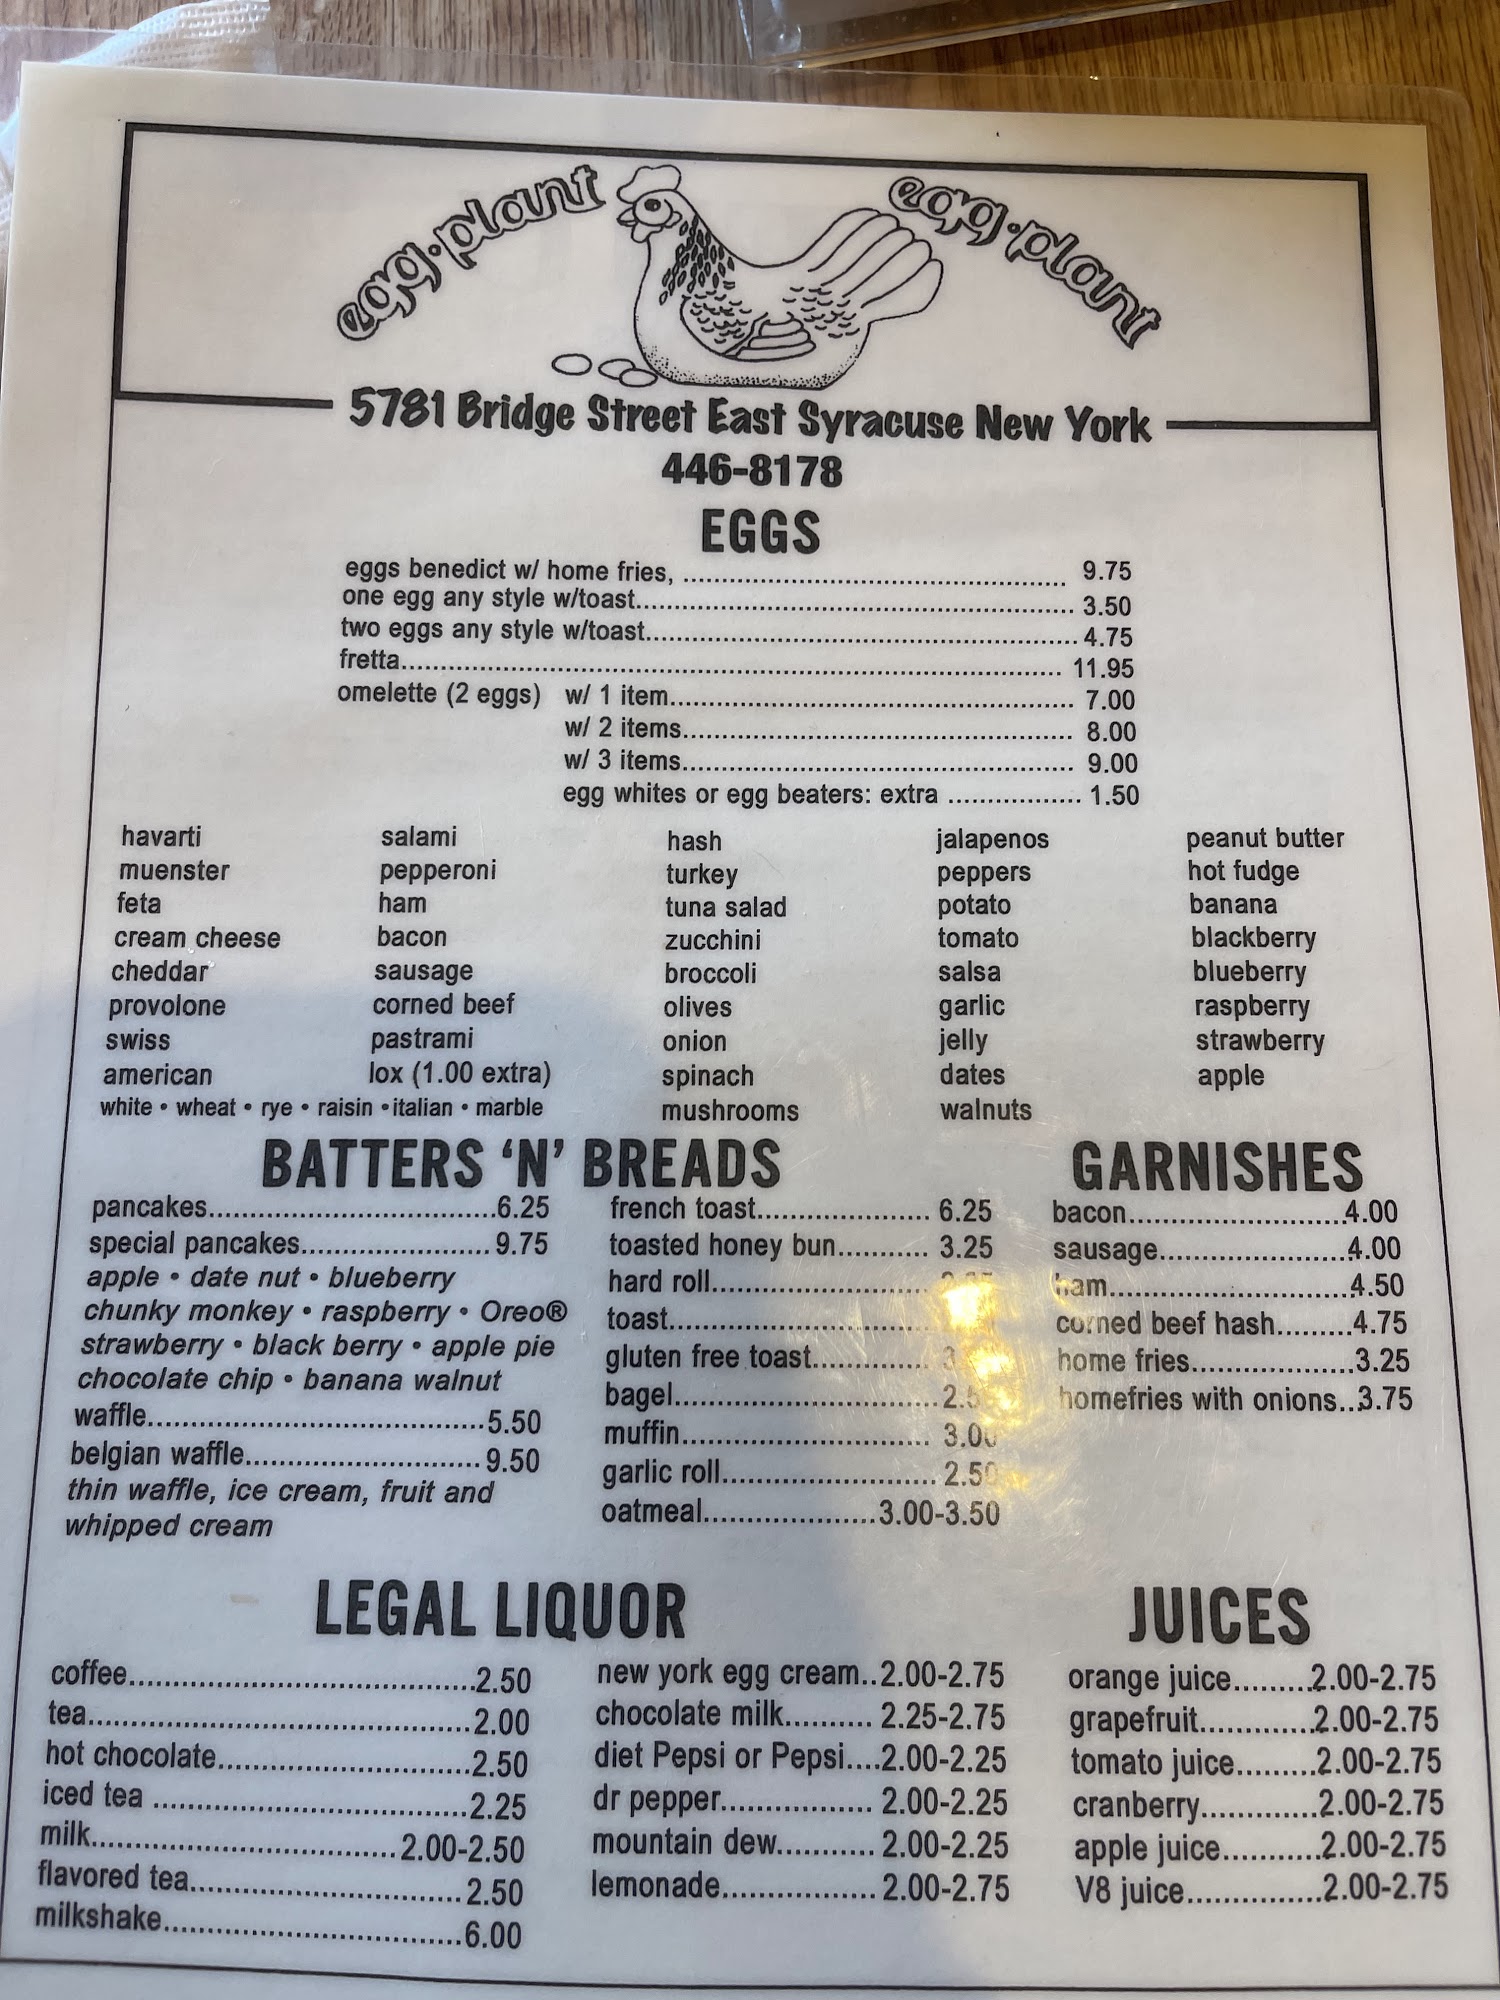 egg·plant egg·plant
5781 Bridge Street East Syracuse New York
446-8178
EGGS
eggs benedict w/ home fries, ........ 9.75
one egg any style w/toast........ 3.50
two eggs any style w/toast........ 4.75
fretta........ 11.95
omelette (2 eggs) w/ 1 item........ 7.00
w/ 2 items........ 8.00
w/ 3 items........ 9.00
egg whites or egg beaters: extra ........ 1.50
havarti
muenster
feta
cream cheese
cheddar
provolone
swiss
american
salami
pepperoni
ham
bacon
sausage
corned beef
pastrami
lox (1.00 extra)
white • wheat • rye • raisin • italian • marble
hash
turkey
tuna salad
zucchini
broccoli
olives
onion
spinach
mushrooms
jalapenos
peppers
potato
tomato
salsa
garlic
jelly
dates
walnuts
peanut butter
hot fudge
banana
blackberry
blueberry
raspberry
strawberry
apple
BATTERS ‘N’ BREADS
pancakes........6.25
special pancakes........ 9.75
apple • date nut • blueberry
chunky monkey • raspberry • Oreo®
strawberry • black berry • apple pie
chocolate chip • banana walnut
waffle........5.50
belgian waffle........9.50
thin waffle, ice cream, fruit and
whipped cream
french toast........ 6.25
toasted honey bun........ 3.25
hard roll........
toast........
gluten free toast........
bagel........
muffin........ 3.00
garlic roll........ 2.50
oatmeal........3.00-3.50
GARNISHES
bacon........4.00
sausage........4.00
ham........4.50
corned beef hash........4.75
home fries........3.25
homefries with onions..3.75
LEGAL LIQUOR
coffee........2.50
tea........2.00
hot chocolate........2.50
iced tea ........2.25
milk........2.00-2.50
flavored tea........2.50
milkshake........6.00
new york egg cream..2.00-2.75
chocolate milk........ 2.25-2.75
diet Pepsi or Pepsi....2.00-2.25
dr pepper........ 2.00-2.25
mountain dew........ 2.00-2.25
lemonade........ 2.00-2.75
JUICES
orange juice........2.00-2.75
grapefruit........2.00-2.75
tomato juice........2.00-2.75
cranberry........2.00-2.75
apple juice........2.00-2.75
V8 juice........2.00-2.75